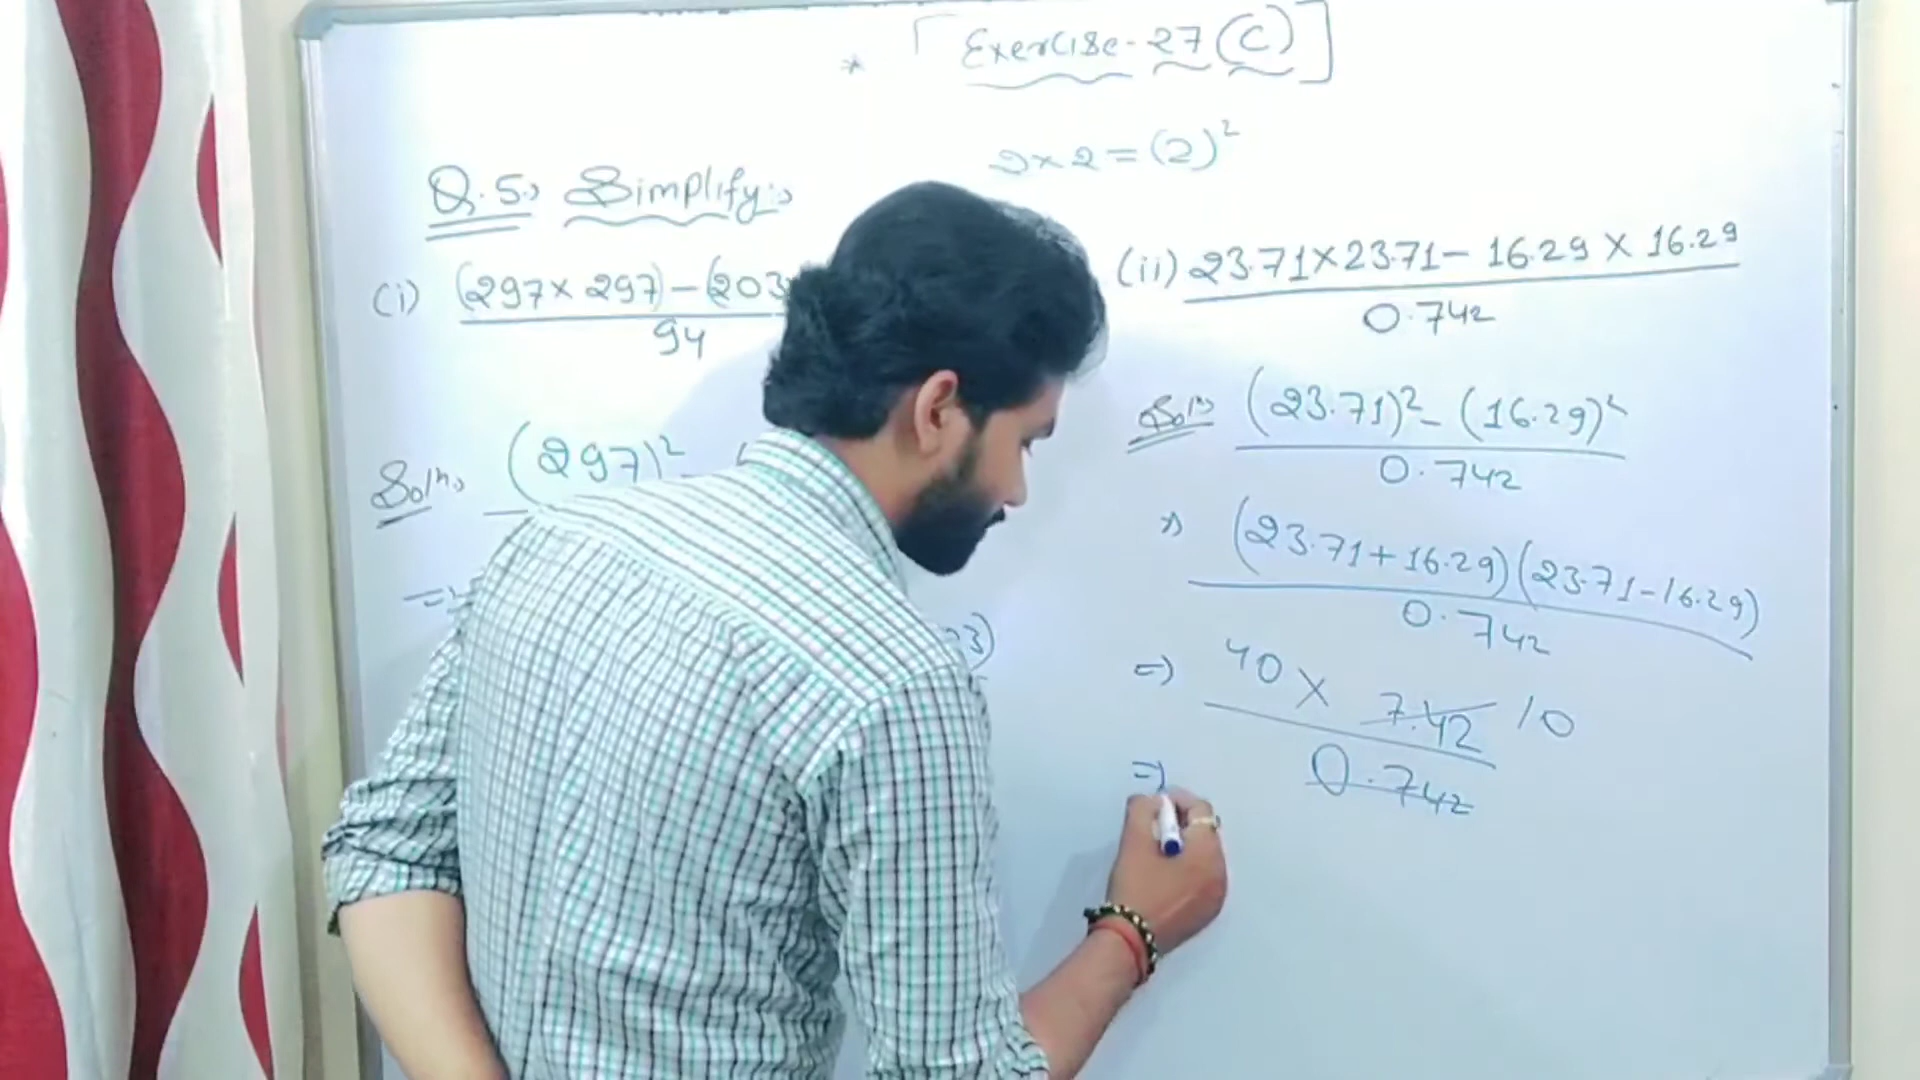 * [Exercise-27(C)]
2×2=(2)²
Q.5:, Simplify:,
(i) (297×297)-(203
94
Soln:, (297)² -
=>
03)
(ii) 23.71×23.71-16.29×16.29
0.742
Soln:, (23.71)²-(16.29)²
0.742
=> (23.71+16.29)(23.71-16.29)
0.742
=> 40 × 7.42 10
0.742
=>